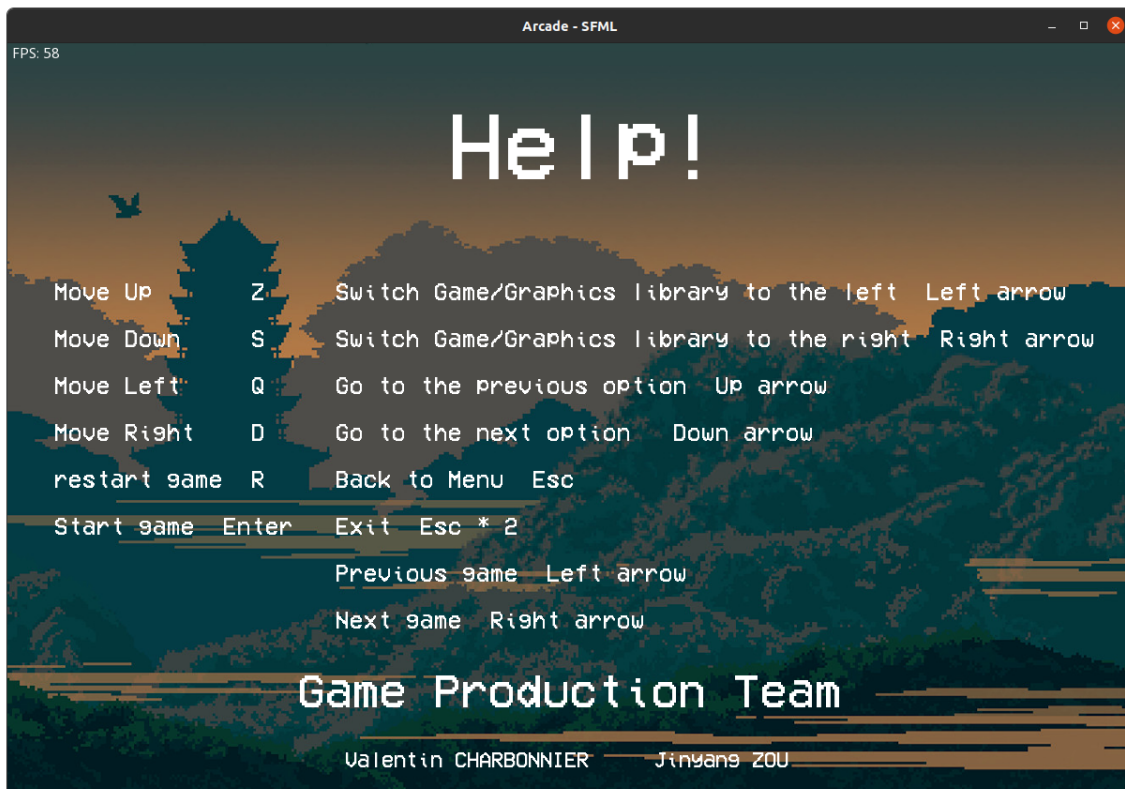 Arcade - SFML
FPS: 58
Help!
Move Up Z Switch Game/Graphics library to the left Left arrow
Move Down S Switch Game/Graphics library to the right Right arrow
Move Left Q Go to the previous option Up arrow
Move Right D Go to the next option Down arrow
restart game R Back to Menu Esc
Start game Enter Exit Esc * 2
Previous game Left arrow
Next game Right arrow
Game Production Team
Valentin CHARBONNIER Jinyang ZOU